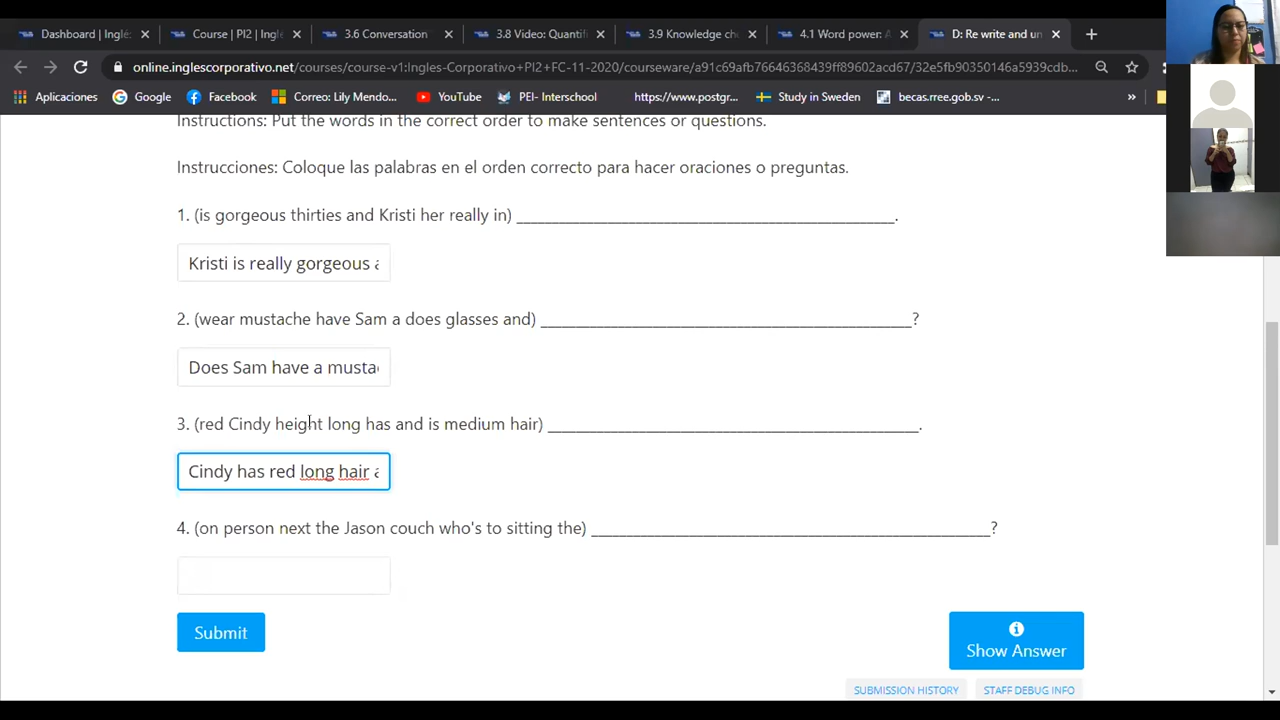 Dashboard | Inglé:
Course | PI2 | Ingl
3.6 Conversation
3.8 Video: Quantif
3.9 Knowledge ch
4.1 Word power: A
D: Re write and un
online.inglescorporativo.net/courses/course-v1:Ingles-Corporativo+PI2+FC-11-2020/courseware/a91c69afb76646368439ff89602acd67/32e5fb90350146a5939cdb...
Aplicaciones
Google
Facebook
Correo: Lily Mendo...
YouTube
PEI- Interschool
https://www.postgr...
Study in Sweden
becas.rree.gob.sv -...
»
Instructions: Put the words in the correct order to make sentences or questions.
Instrucciones: Coloque las palabras en el orden correcto para hacer oraciones o preguntas.
1. (is gorgeous thirties and Kristi her really in) ______________________________________________.
Kristi is really gorgeous a
2. (wear mustache have Sam a does glasses and) _____________________________________________?
Does Sam have a musta
3. (red Cindy height long has and is medium hair) _____________________________________________.
Cindy has red long hair a
4. (on person next the Jason couch who's to sitting the) ________________________________________________?
Submit
Show Answer
SUBMISSION HISTORY
STAFF DEBUG INFO